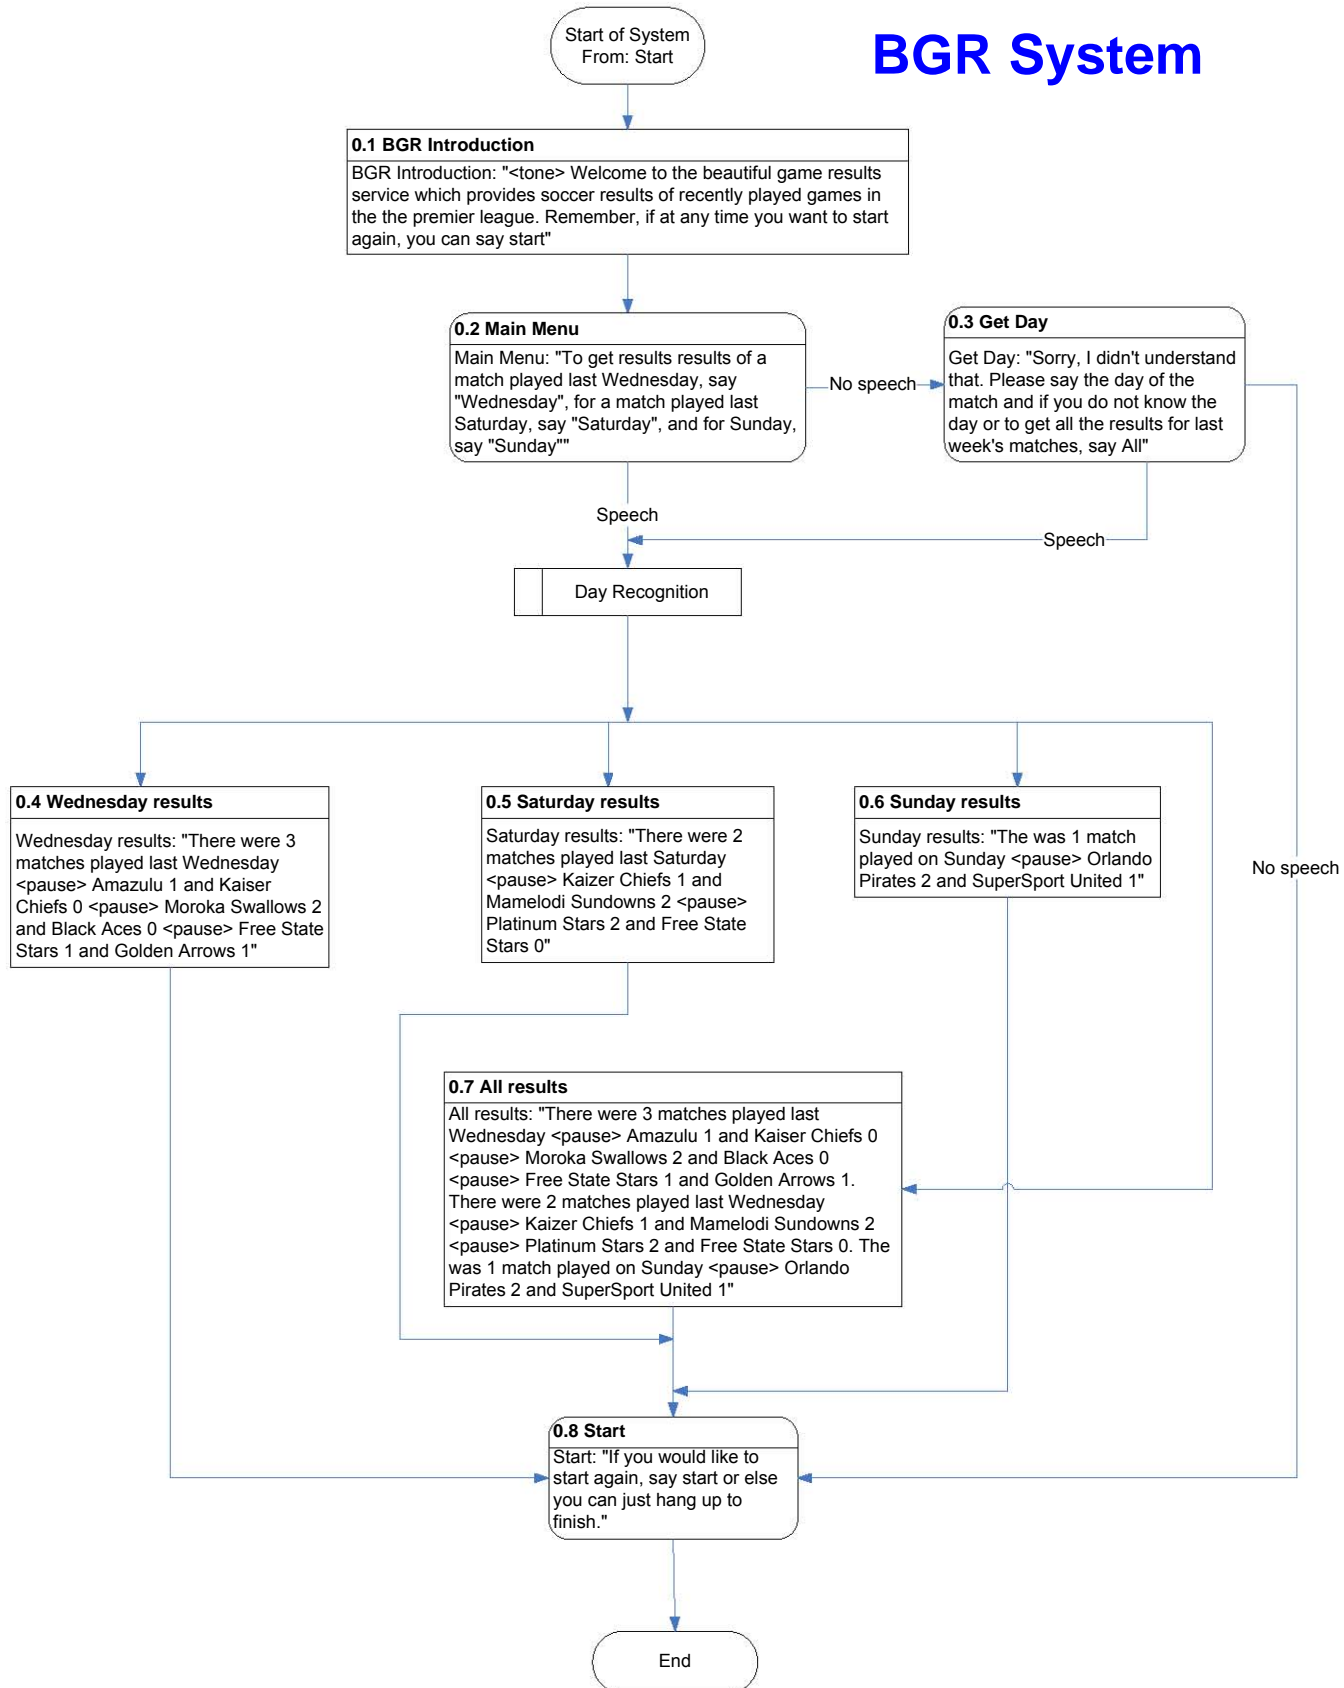 Start of System
From: Start
BGR System
0.1 BGR Introduction
BGR Introduction: "<tone> Welcome to the beautiful game results
service which provides soccer results of recently played games in
the the premier league. Remember, if at any time you want to start
again, you can say start"
0.2 Main Menu
Main Menu: "To get results results of a
match played last Wednesday, say
"Wednesday", for a match played last
Saturday, say "Saturday", and for Sunday,
say "Sunday""
No speech
0.3 Get Day
Get Day: "Sorry, I didn't understand
that. Please say the day of the
match and if you do not know the
day or to get all the results for last
week's matches, say All"
Speech
Speech
Day Recognition
0.4 Wednesday results
Wednesday results: "There were 3
matches played last Wednesday
<pause> Amazulu 1 and Kaiser
Chiefs 0 <pause> Moroka Swallows 2
and Black Aces 0 <pause> Free State
Stars 1 and Golden Arrows 1"
0.5 Saturday results
Saturday results: "There were 2
matches played last Saturday
<pause> Kaizer Chiefs 1 and
Mamelodi Sundowns 2 <pause>
Platinum Stars 2 and Free State
Stars 0"
0.6 Sunday results
Sunday results: "The was 1 match
played on Sunday <pause> Orlando
Pirates 2 and SuperSport United 1"
No speech
0.7 All results
All results: "There were 3 matches played last
Wednesday <pause> Amazulu 1 and Kaiser Chiefs 0
<pause> Moroka Swallows 2 and Black Aces 0
<pause> Free State Stars 1 and Golden Arrows 1.
There were 2 matches played last Wednesday
<pause> Kaizer Chiefs 1 and Mamelodi Sundowns 2
<pause> Platinum Stars 2 and Free State Stars 0. The
was 1 match played on Sunday <pause> Orlando
Pirates 2 and SuperSport United 1"
0.8 Start
Start: "If you would like to
start again, say start or else
you can just hang up to
finish."
End